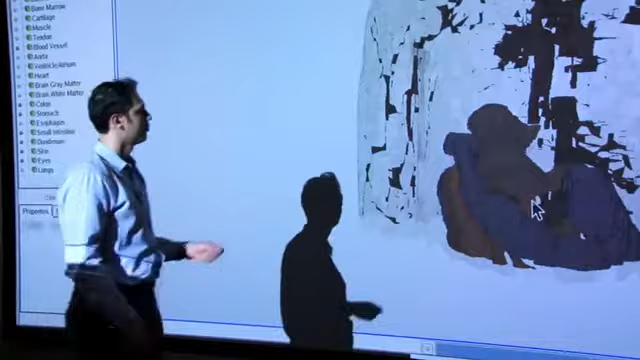 Bone Marrow
Cartilage
Muscle
Tendon
Blood Vessel
Aorta
Ventricle/Atrium
Heart
Brain Gray Matter
Brain White Matter
Colon
Stomach
Esophagus
Small Intestine
Duodenum
Skin
Eyes
Lungs
Properties